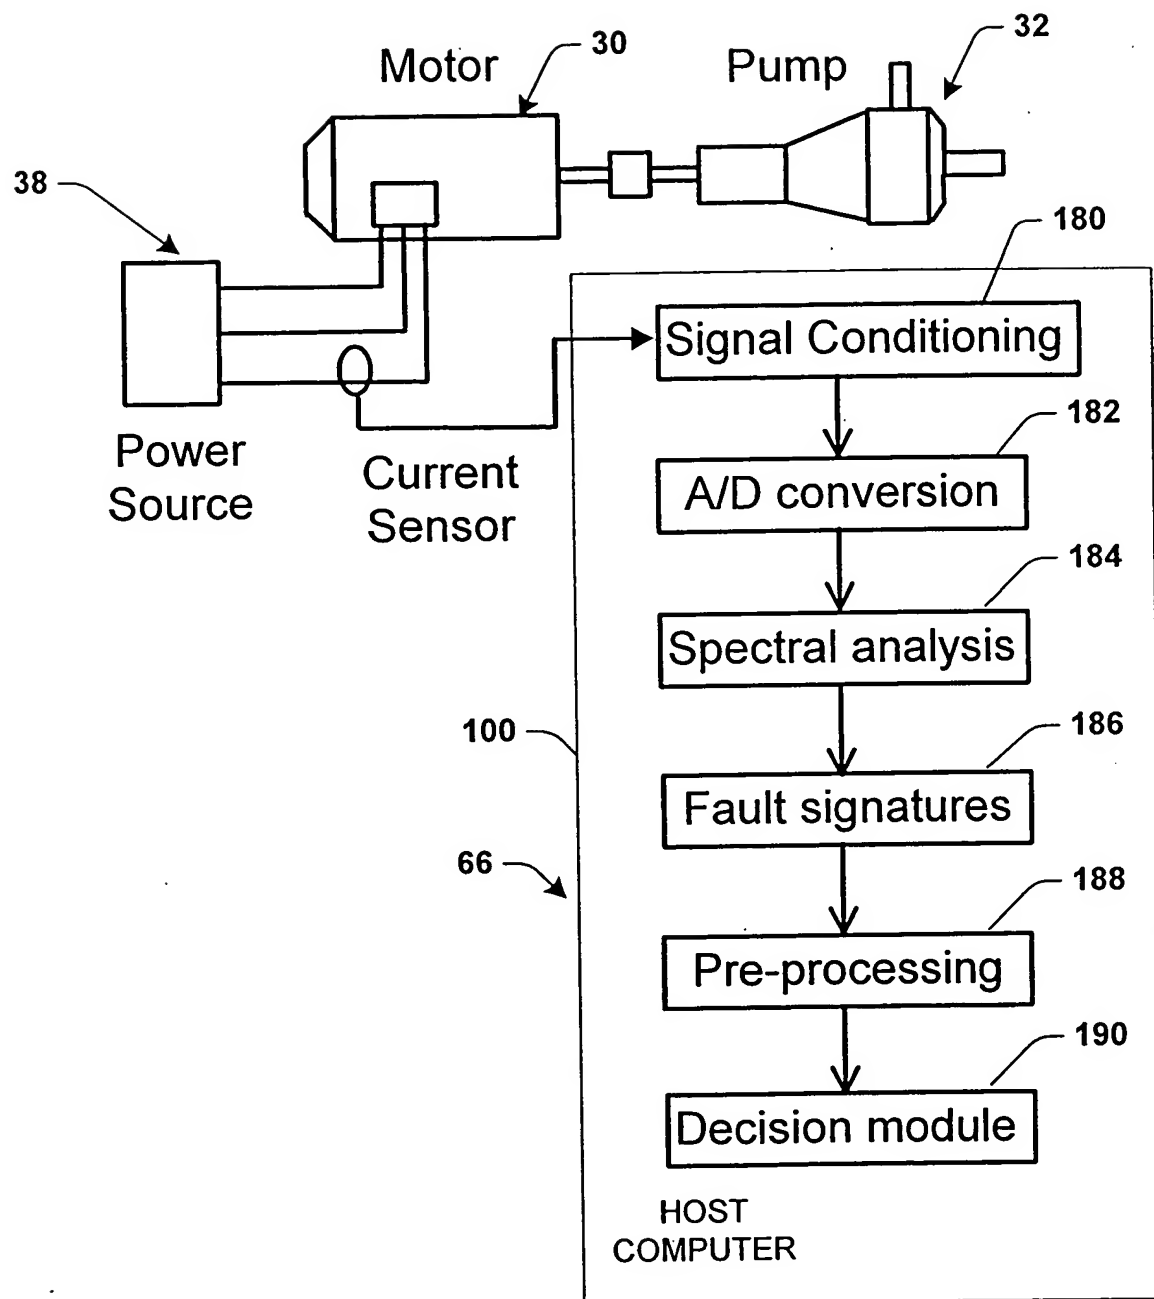 Motor
30
Pump
32
38
180
Signal Conditioning
Power
Source
Current
Sensor
182
A/D conversion
184
Spectral analysis
100
186
Fault signatures
66
188
Pre-processing
190
Decision module
HOST
COMPUTER